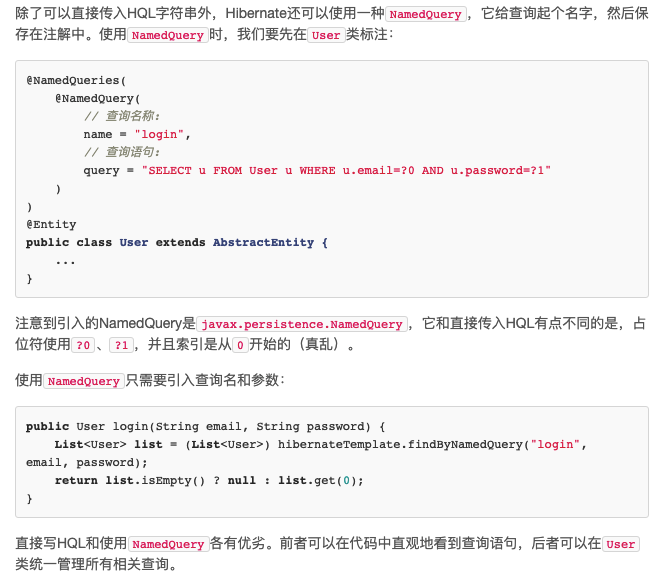 除了可以直接传入HQL字符串外，Hibernate还可以使用一种NamedQuery，它给查询起个名字，然后保
存在注解中。使用NamedQuery时，我们要先在User类标注：
@NamedQueries(
    @NamedQuery(
        // 查询名称：
        name = "login",
        // 查询语句：
        query = "SELECT u FROM User u WHERE u.email=?0 AND u.password=?1"
    )
)
@Entity
public class User extends AbstractEntity {
    ...
}
注意到引入的NamedQuery是javax.persistence.NamedQuery，它和直接传入HQL有点不同的是，占
位符使用?0、?1，并且索引是从0开始的（真乱）。
使用NamedQuery只需要引入查询名和参数：
public User login(String email, String password) {
    List<User> list = (List<User>) hibernateTemplate.findByNamedQuery("login",
email, password);
    return list.isEmpty() ? null : list.get(0);
}
直接写HQL和使用NamedQuery各有优劣。前者可以在代码中直观地看到查询语句，后者可以在User
类统一管理所有相关查询。